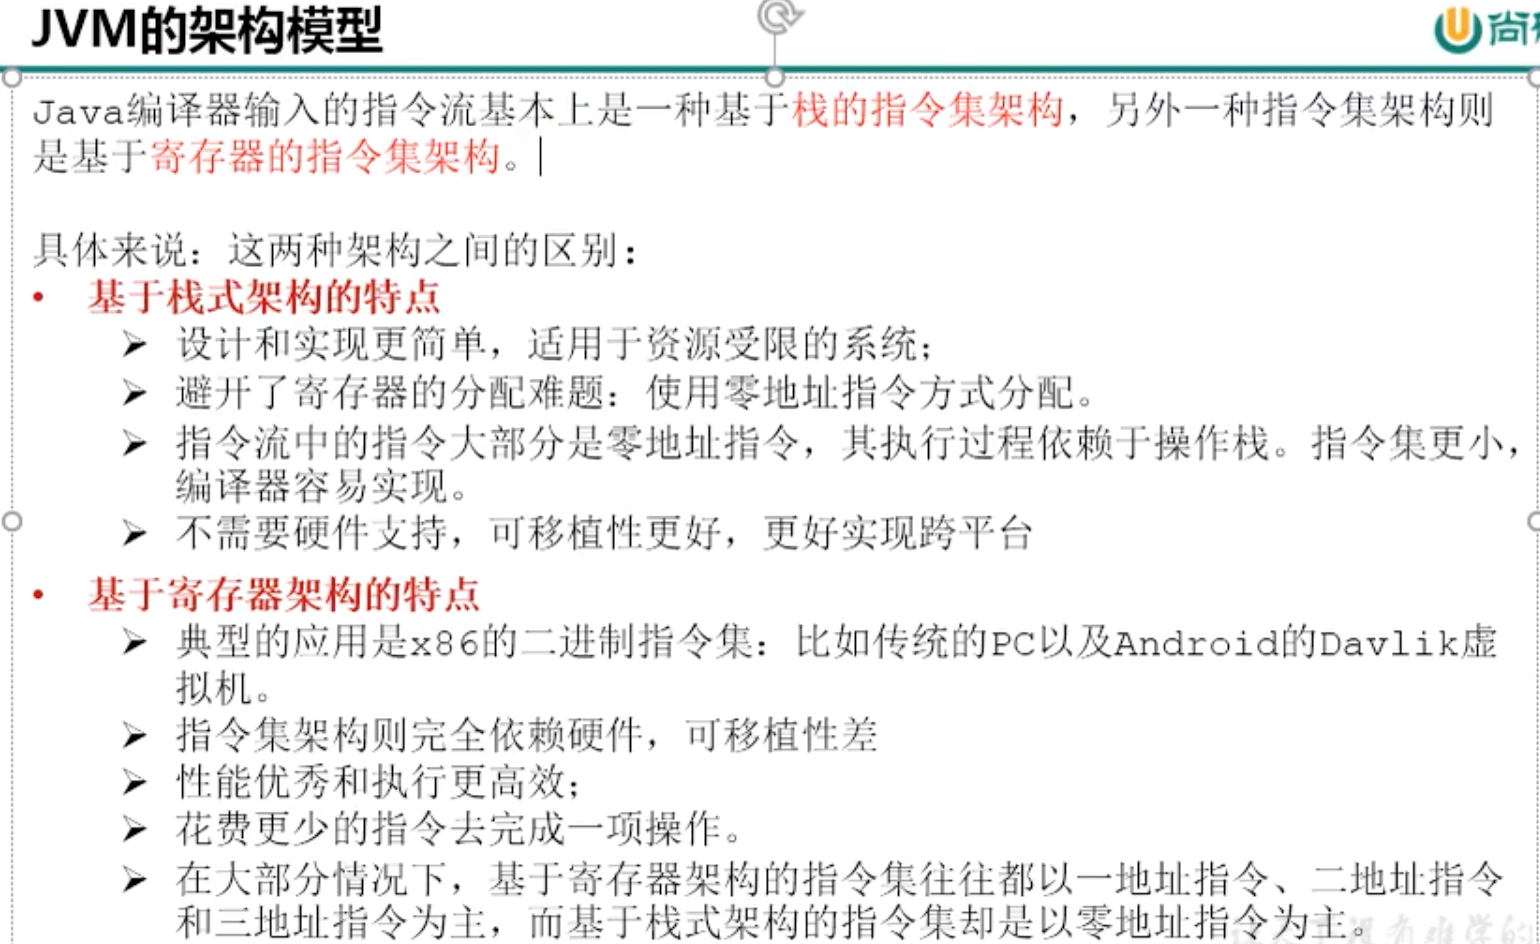 JVM的架构模型
尚
Java编译器输入的指令流基本上是一种基于栈的指令集架构，另外一种指令集架构则
是基于寄存器的指令集架构。
具体来说：这两种架构之间的区别：
• 基于栈式架构的特点
➢ 设计和实现更简单，适用于资源受限的系统；
➢ 避开了寄存器的分配难题：使用零地址指令方式分配。
➢ 指令流中的指令大部分是零地址指令，其执行过程依赖于操作栈。指令集更小，
编译器容易实现。
➢ 不需要硬件支持，可移植性更好，更好实现跨平台
• 基于寄存器架构的特点
➢ 典型的应用是x86的二进制指令集：比如传统的PC以及Android的Davlik虚
拟机。
➢ 指令集架构则完全依赖硬件，可移植性差
➢ 性能优秀和执行更高效；
➢ 花费更少的指令去完成一项操作。
➢ 在大部分情况下，基于寄存器架构的指令集往往都以一地址指令、二地址指令
和三地址指令为主，而基于栈式架构的指令集却是以零地址指令为主。